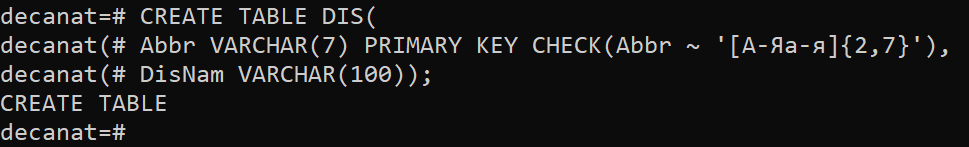 decanat=# CREATE TABLE DIS(
decanat(# Abbr VARCHAR(7) PRIMARY KEY CHECK(Abbr ~ '[А-Яа-я]{2,7}'),
decanat(# DisNam VARCHAR(100));
CREATE TABLE
decanat=#